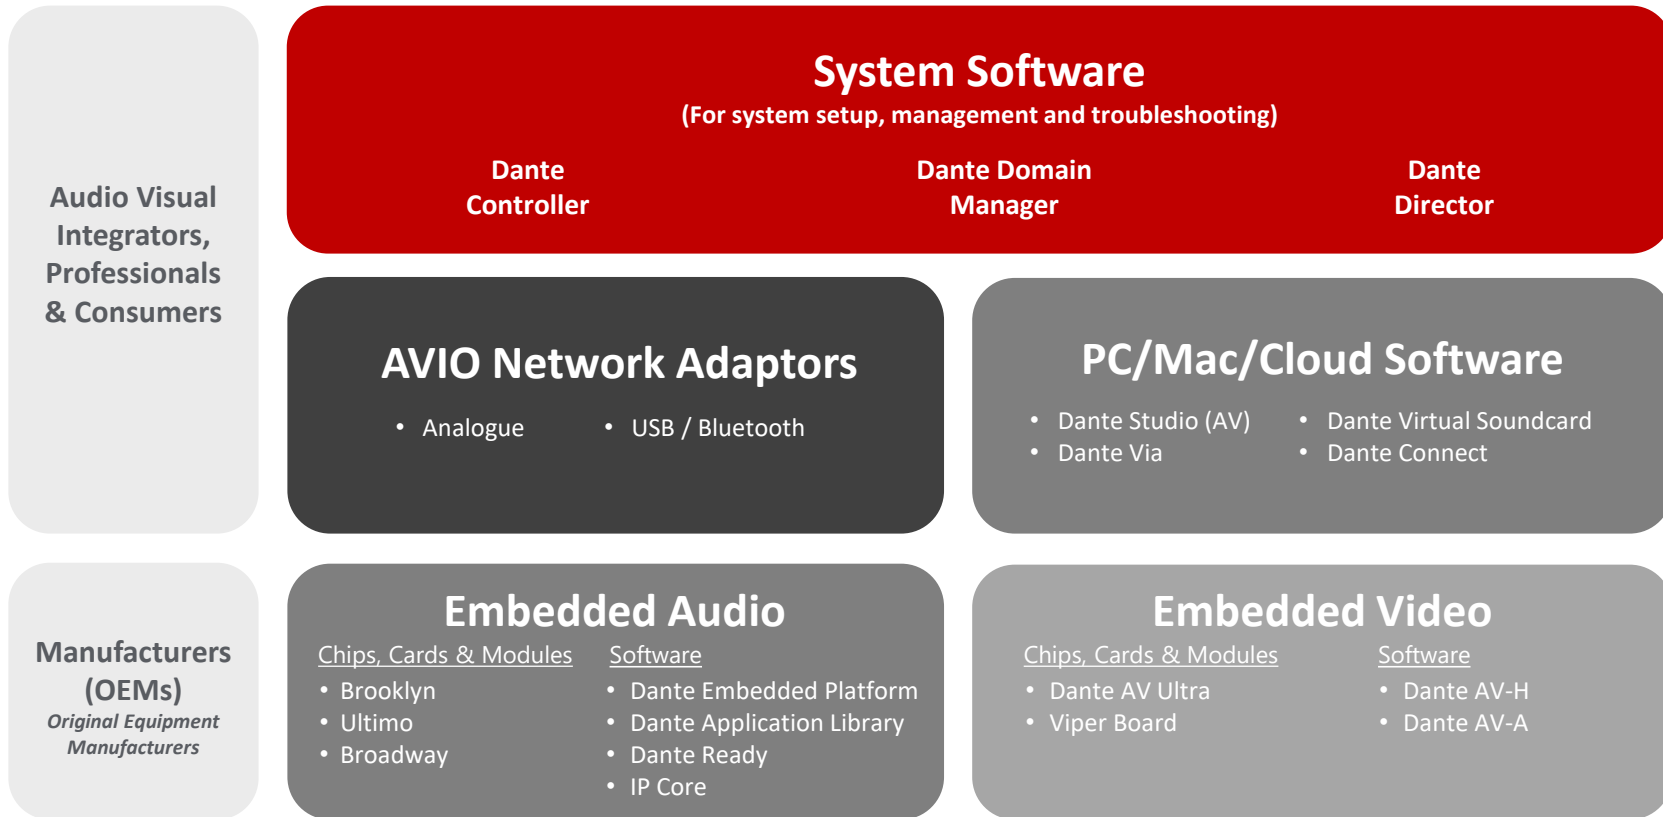 Audio Visual
Integrators,
Professionals
& Consumers
System Software
(For system setup, management and troubleshooting)
Dante
Controller
Dante Domain
Manager
Dante
Director
AVIO Network Adaptors
• Analogue
• USB / Bluetooth
PC/Mac/Cloud Software
• Dante Studio (AV)
• Dante Via
• Dante Virtual Soundcard
• Dante Connect
Manufacturers
(OEMs)
Original Equipment
Manufacturers
Embedded Audio
Chips, Cards & Modules
• Brooklyn
• Ultimo
• Broadway
Software
• Dante Embedded Platform
• Dante Application Library
• Dante Ready
• IP Core
Embedded Video
Chips, Cards & Modules
• Dante AV Ultra
• Viper Board
Software
• Dante AV-H
• Dante AV-A